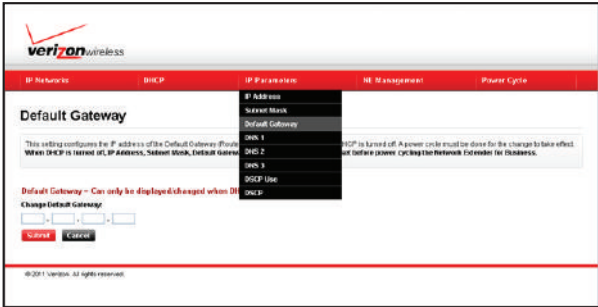 verizonwireless
IP Networks DHCP IP Parameters NE Management Power Cycle
IP Address
Subnet Mask
Default Gateway
DNS 1
DNS 2
DNS 3
DSCP Use
DSCP
Default Gateway
This setting configures the IP address of the Default Gateway (Route HCP" is turned off. A power cycle must be done for the change to take effect.
When DHCP is turned off, IP Address, Subnet Mask, Default Gatew et before power cycling the Network Extender for Business.
Default Gateway – Can only be displayed/changed when DH
Change Default Gateway:
. . .
Submit Cancel
© 2011 Verizon. All rights reserved.